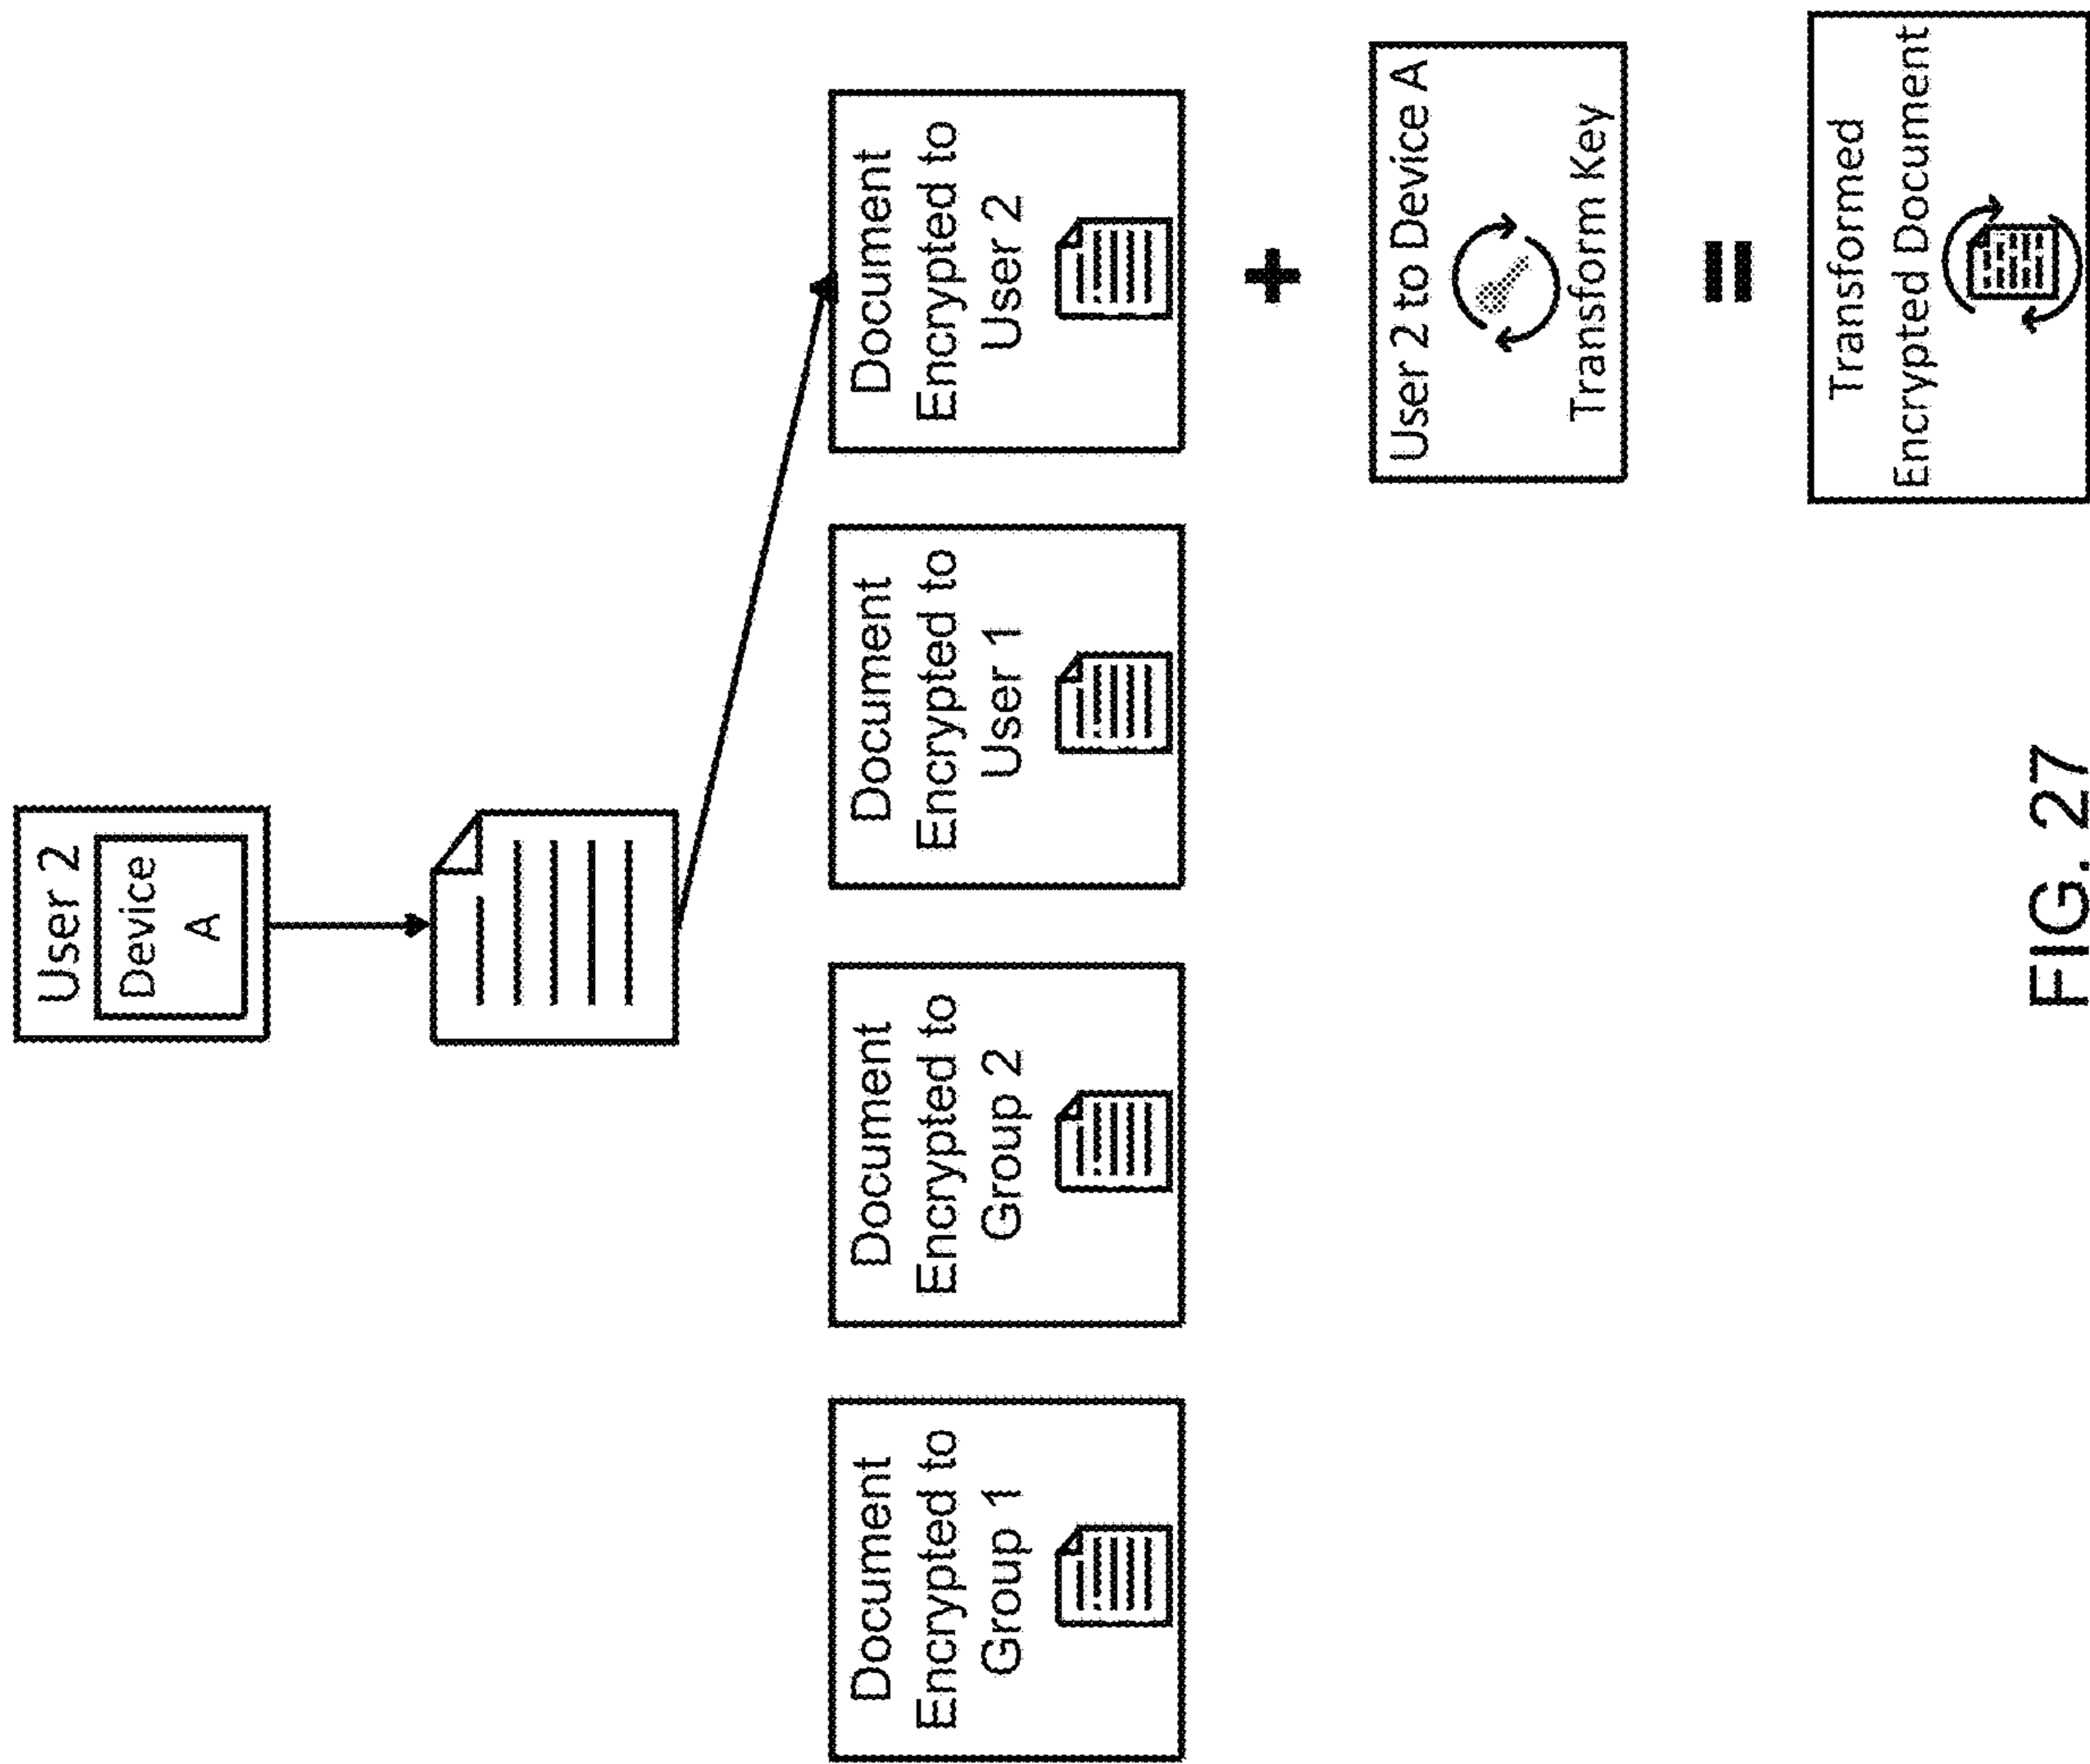 User 2
Device
A
Document
Encrypted to
Group 1
Document
Encrypted to
Group 2
Document
Encrypted to
User 1
Document
Encrypted to
User 2
+
User 2 to Device A
Transform Key
=
Transformed
Encrypted Document
FIG. 27